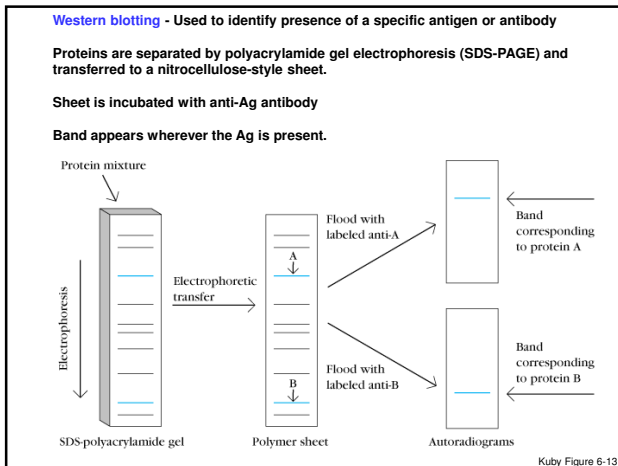 Western blotting - Used to identify presence of a specific antigen or antibody
Proteins are separated by polyacrylamide gel electrophoresis (SDS-PAGE) and
transferred to a nitrocellulose-style sheet.
Sheet is incubated with anti-Ag antibody
Band appears wherever the Ag is present.
Protein mixture
Electrophoresis
SDS-polyacrylamide gel
Electrophoretic
transfer
A
B
Polymer sheet
Flood with
labeled anti-A
Flood with
labeled anti-B
Band
corresponding
to protein A
Band
corresponding
to protein B
Autoradiograms
Kuby Figure 6-13